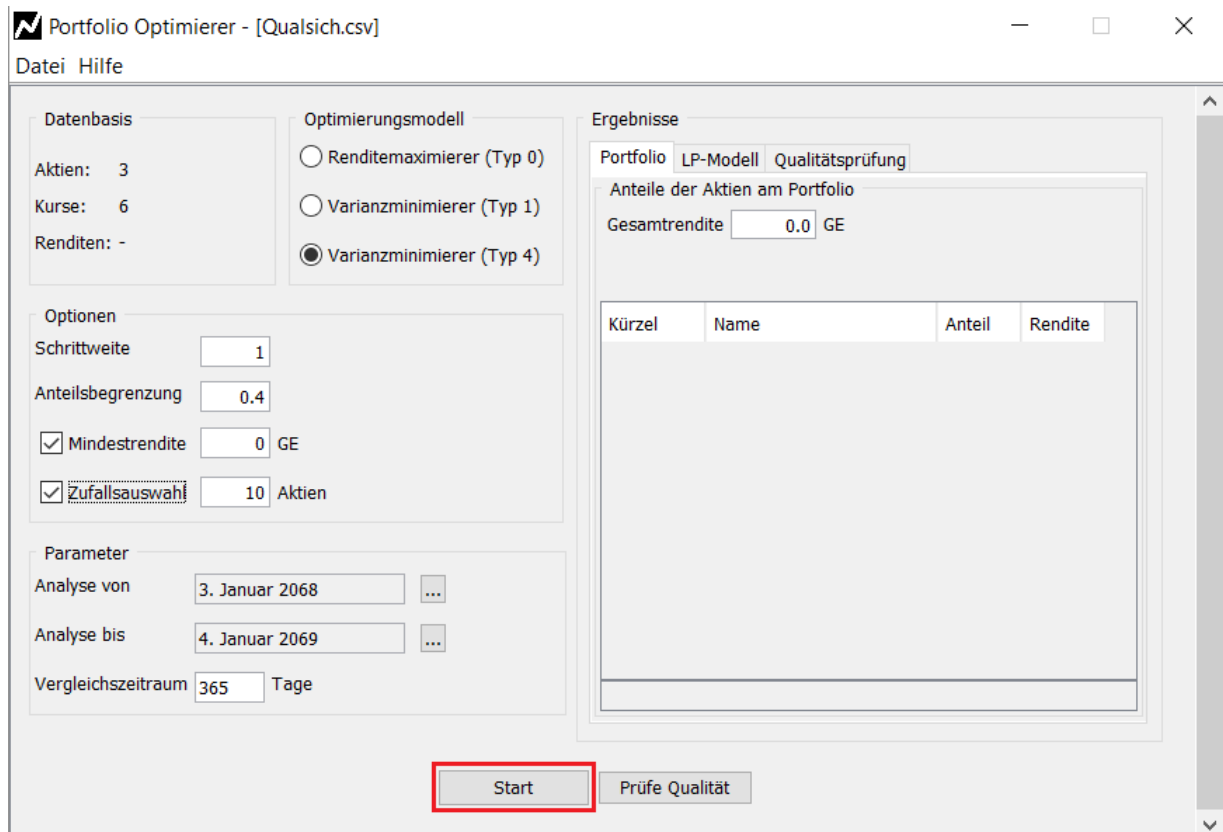 Portfolio Optimierer - [Qualsich.csv]
Datei Hilfe
Datenbasis
Aktien: 3
Kurse: 6
Renditen: -
Optimierungsmodell
Renditemaximierer (Typ 0)
Varianzminimierer (Typ 1)
Varianzminimierer (Typ 4)
Optionen
Schrittweite 1
Anteilsbegrenzung 0.4
Mindestrendite 0 GE
Zufallsauswahl 10 Aktien
Parameter
Analyse von 3. Januar 2068 ...
Analyse bis 4. Januar 2069 ...
Vergleichszeitraum 365 Tage
Ergebnisse
Portfolio LP-Modell Qualitätsprüfung
Anteile der Aktien am Portfolio
Gesamtrendite 0.0 GE
Kürzel Name Anteil Rendite
Start Prüfe Qualität